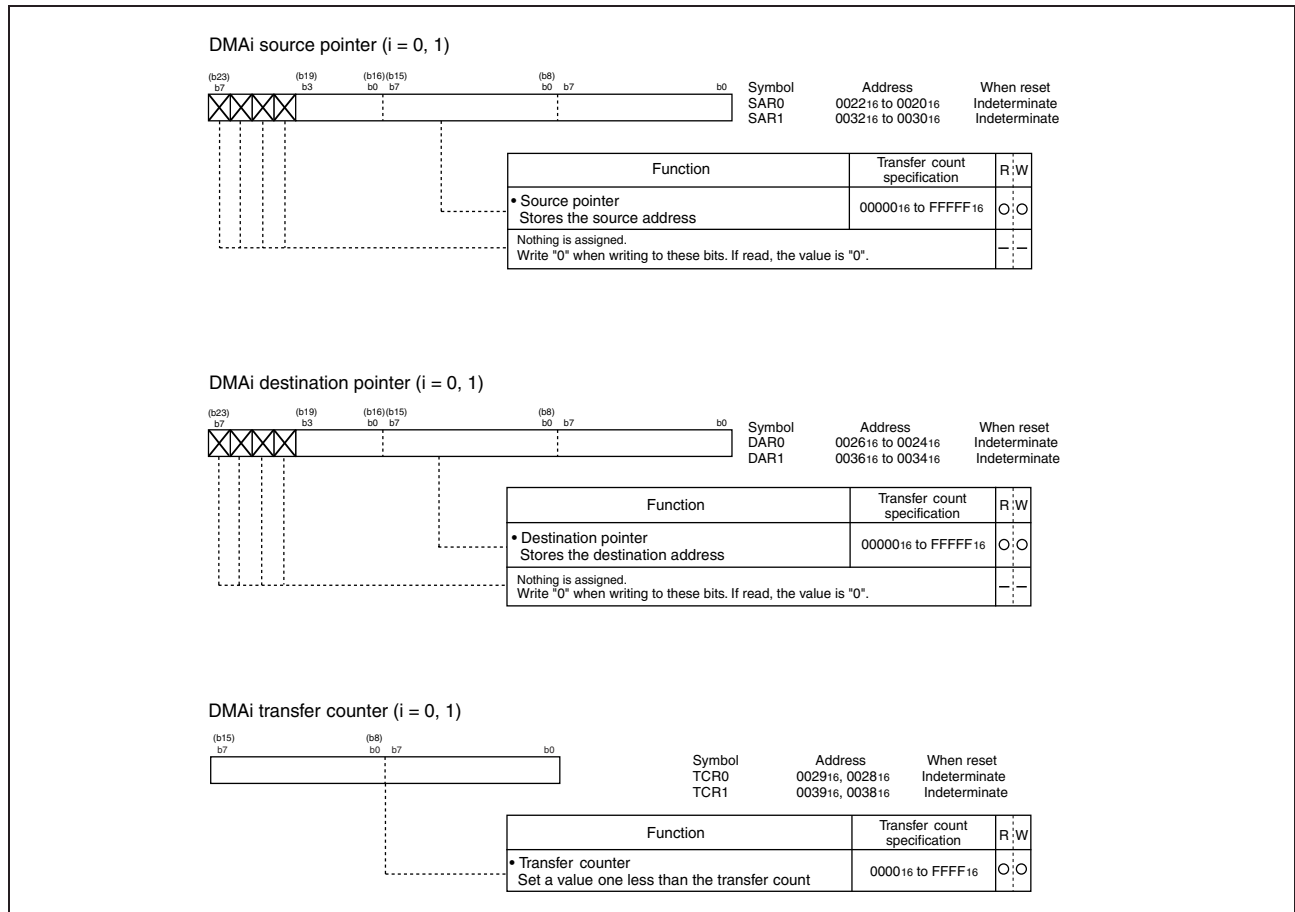 DMAi source pointer (i = 0, 1)
(b23) (b19) (b16)(b15) (b8)
b7 b3 b0 b7 b0 b7 b0
Symbol Address When reset
SAR0 002216 to 002016 Indeterminate
SAR1 003216 to 003016 Indeterminate
Function Transfer count specification R W
• Source pointer
Stores the source address 0000016 to FFFFF16 O O
Nothing is assigned.
Write "0" when writing to these bits. If read, the value is "0". – –
DMAi destination pointer (i = 0, 1)
(b23) (b19) (b16)(b15) (b8)
b7 b3 b0 b7 b0 b7 b0
Symbol Address When reset
DAR0 002616 to 002416 Indeterminate
DAR1 003616 to 003416 Indeterminate
Function Transfer count specification R W
• Destination pointer
Stores the destination address 0000016 to FFFFF16 O O
Nothing is assigned.
Write "0" when writing to these bits. If read, the value is "0". – –
DMAi transfer counter (i = 0, 1)
(b15) (b8)
b7 b0 b7 b0
Symbol Address When reset
TCR0 002916, 002816 Indeterminate
TCR1 003916, 003816 Indeterminate
Function Transfer count specification R W
• Transfer counter
Set a value one less than the transfer count 000016 to FFFF16 O O